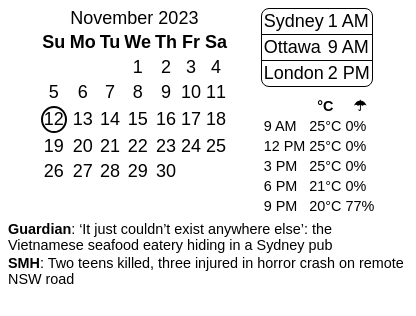 November 2023
Su Mo Tu We Th Fr Sa
1 2 3 4
5 6 7 8 9 10 11
12 13 14 15 16 17 18
19 20 21 22 23 24 25
26 27 28 29 30
Sydney 1 AM
Ottawa 9 AM
London 2 PM
°C ☂
9 AM 25°C 0%
12 PM 25°C 0%
3 PM 25°C 0%
6 PM 21°C 0%
9 PM 20°C 77%
Guardian: ‘It just couldn’t exist anywhere else’: the
Vietnamese seafood eatery hiding in a Sydney pub
SMH: Two teens killed, three injured in horror crash on remote
NSW road